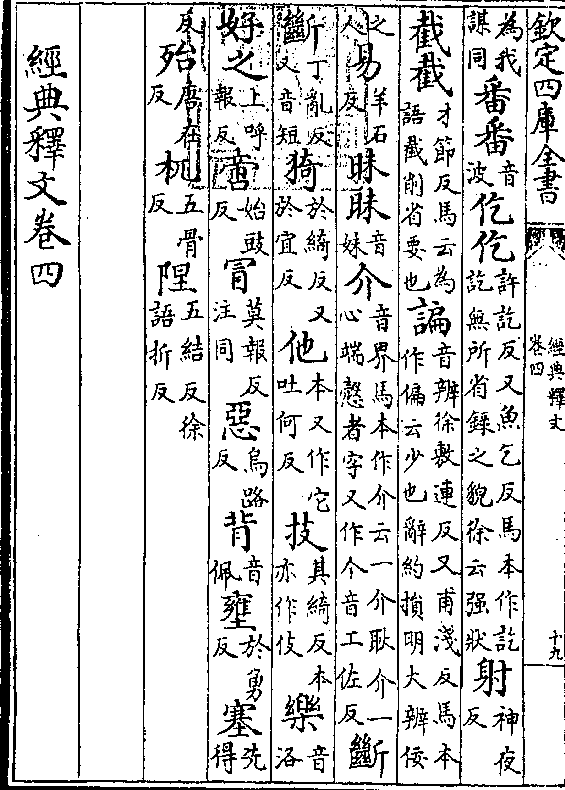 欽定四庫全書
經典釋文
卷四
十九
為我謀同番番音波仡仡許訖反又魚乞反馬本作訖訖無所省録之貌徐云强狀射神夜反
截截才節反馬云為語截削省要也諞音辨徐敷連反又甫淺反馬本作偏云少也辭約損明大辨佞
之人易羊石反昧昧音妹介音界馬本作介云一介耿介一心端慤者字又作个音工佐反斷
斷丁亂反又音短猗於綺反又於宜反他本又作它吐何反技其綺反本亦作伎樂音洛
好之上呼報反啻始豉反冐莫報反注同惡烏路反背音佩壅於勇反塞先得
反殆唐在反杌五骨反隉五結反徐語折反
經典釋文卷四